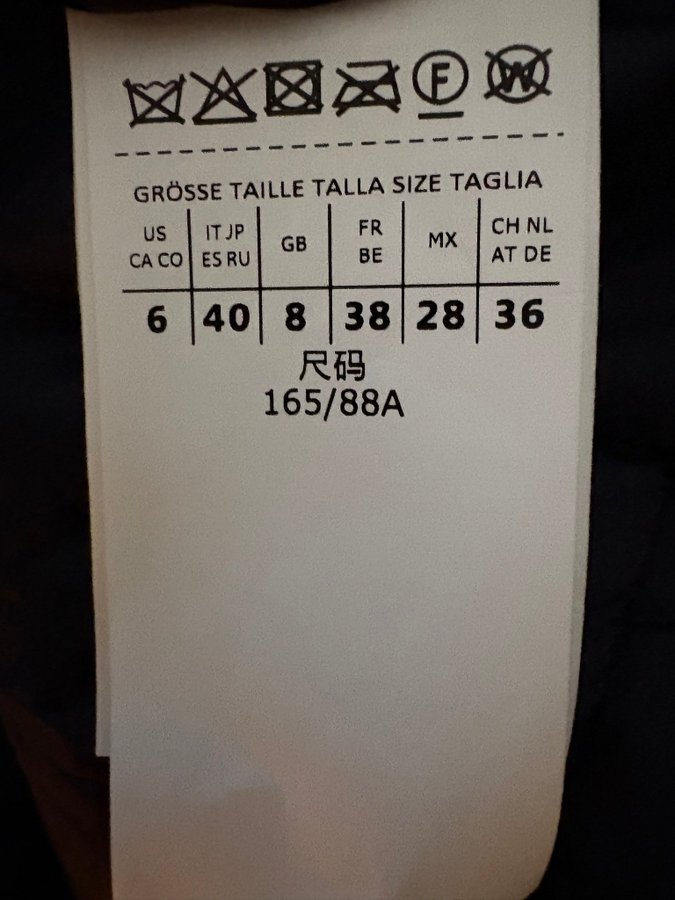 F W
GRÖSSE TAILLE TALLA SIZE TAGLIA
US IT JP GB FR MX CH NL
CA CO ES RU BE AT DE
6 40 8 38 28 36
尺码
165/88A